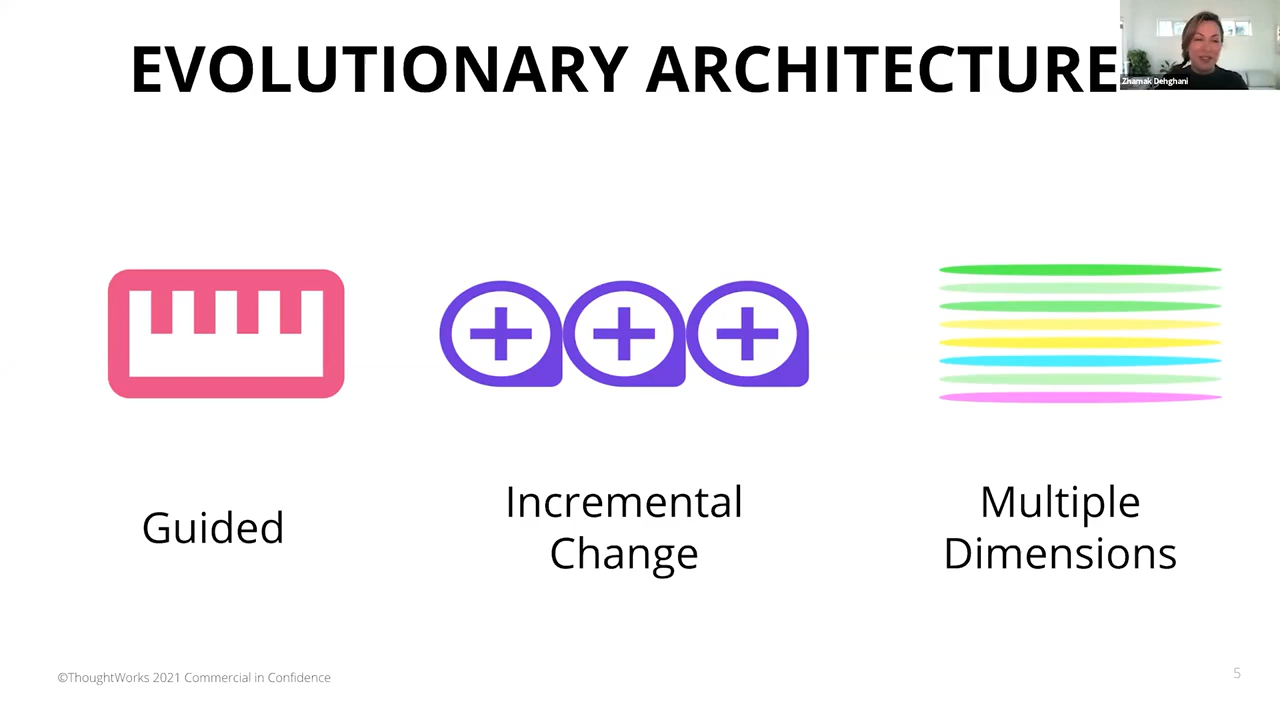 EVOLUTIONARY ARCHITECTURE
Zhamak Dehghani
Guided
Incremental
Change
Multiple
Dimensions
©ThoughtWorks 2021 Commercial in Confidence
5